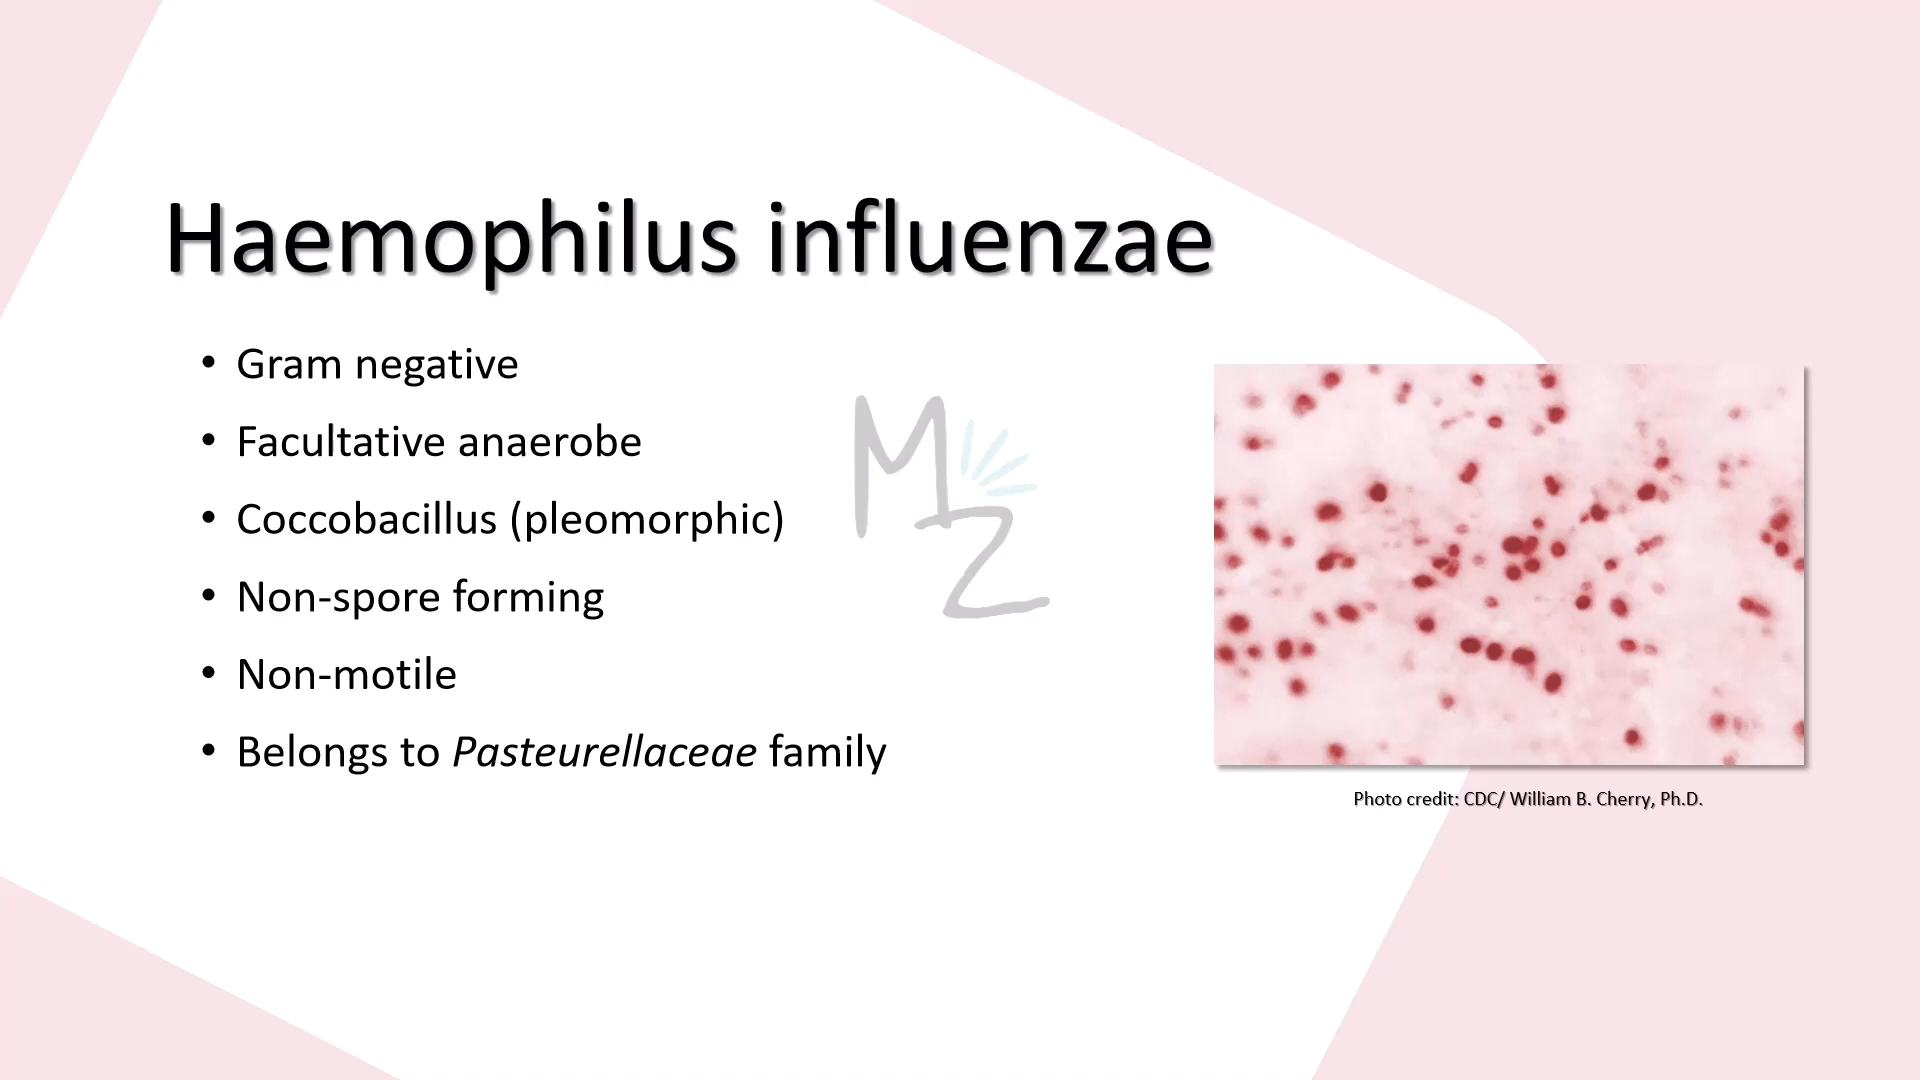 Haemophilus influenzae
• Gram negative
• Facultative anaerobe
• Coccobacillus (pleomorphic)
• Non-spore forming
• Non-motile
• Belongs to Pasteurellaceae family
MZ
Photo credit: CDC/ William B. Cherry, Ph.D.